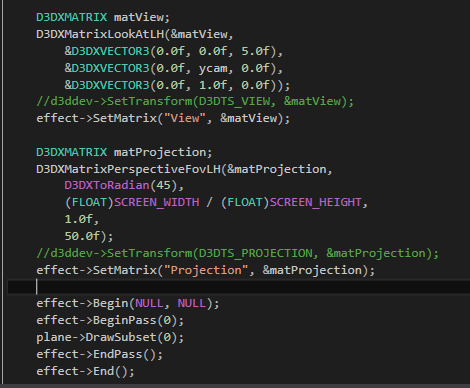 D3DXMATRIX matView;
D3DXMatrixLookAtLH(&matView,
&D3DXVECTOR3(0.0f, 0.0f, 5.0f),
&D3DXVECTOR3(0.0f, ycam, 0.0f),
&D3DXVECTOR3(0.0f, 1.0f, 0.0f));
//d3ddev->SetTransform(D3DTS_VIEW, &matView);
effect->SetMatrix("View", &matView);
D3DXMATRIX matProjection;
D3DXMatrixPerspectiveFovLH(&matProjection,
D3DXToRadian(45),
(FLOAT)SCREEN_WIDTH / (FLOAT)SCREEN_HEIGHT,
1.0f,
50.0f);
//d3ddev->SetTransform(D3DTS_PROJECTION, &matProjection);
effect->SetMatrix("Projection", &matProjection);
effect->Begin(NULL, NULL);
effect->BeginPass(0);
plane->DrawSubset(0);
effect->EndPass();
effect->End();